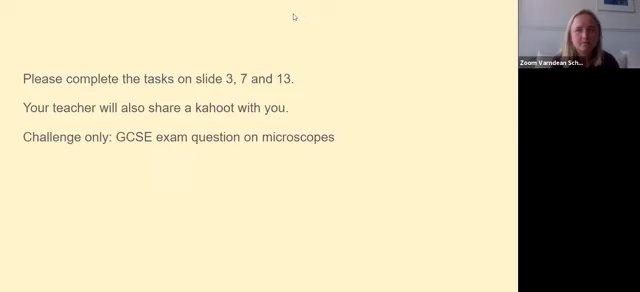 Please complete the tasks on slide 3, 7 and 13.
Your teacher will also share a kahoot with you.
Challenge only: GCSE exam question on microscopes
Zoom Varndean Sch...